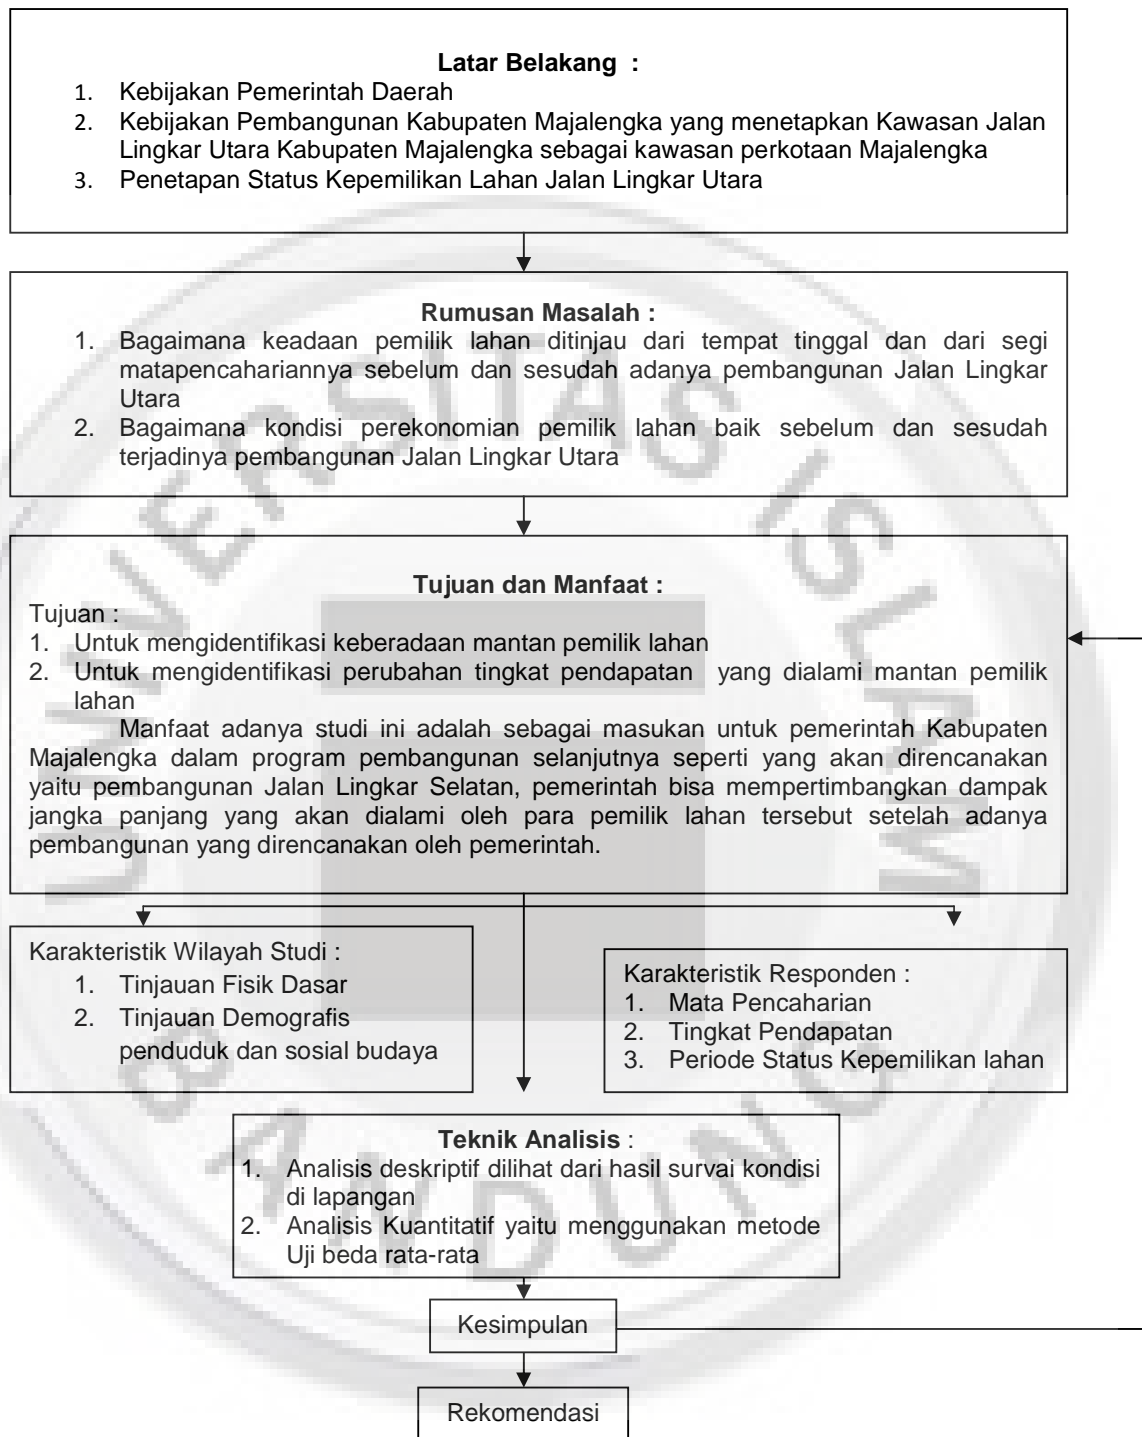 Latar Belakang :
1. Kebijakan Pemerintah Daerah
2. Kebijakan Pembangunan Kabupaten Majalengka yang menetapkan Kawasan Jalan
Lingkar Utara Kabupaten Majalengka sebagai kawasan perkotaan Majalengka
3. Penetapan Status Kepemilikan Lahan Jalan Lingkar Utara
Rumusan Masalah :
1. Bagaimana keadaan pemilik lahan ditinjau dari tempat tinggal dan dari segi
matapencahariannya sebelum dan sesudah adanya pembangunan Jalan Lingkar
Utara
2. Bagaimana kondisi perekonomian pemilik lahan baik sebelum dan sesudah
terjadinya pembangunan Jalan Lingkar Utara
Tujuan dan Manfaat :
Tujuan :
1. Untuk mengidentifikasi keberadaan mantan pemilik lahan
2. Untuk mengidentifikasi perubahan tingkat pendapatan yang dialami mantan pemilik
lahan
Manfaat adanya studi ini adalah sebagai masukan untuk pemerintah Kabupaten
Majalengka dalam program pembangunan selanjutnya seperti yang akan direncanakan
yaitu pembangunan Jalan Lingkar Selatan, pemerintah bisa mempertimbangkan dampak
jangka panjang yang akan dialami oleh para pemilik lahan tersebut setelah adanya
pembangunan yang direncanakan oleh pemerintah.
Karakteristik Wilayah Studi :
1. Tinjauan Fisik Dasar
2. Tinjauan Demografis
penduduk dan sosial budaya
Karakteristik Responden :
1. Mata Pencaharian
2. Tingkat Pendapatan
3. Periode Status Kepemilikan lahan
Teknik Analisis :
1. Analisis deskriptif dilihat dari hasil survai kondisi
di lapangan
2. Analisis Kuantitatif yaitu menggunakan metode
Uji beda rata-rata
Kesimpulan
Rekomendasi
UNIVERSITAS ISLAM
BANDUNG